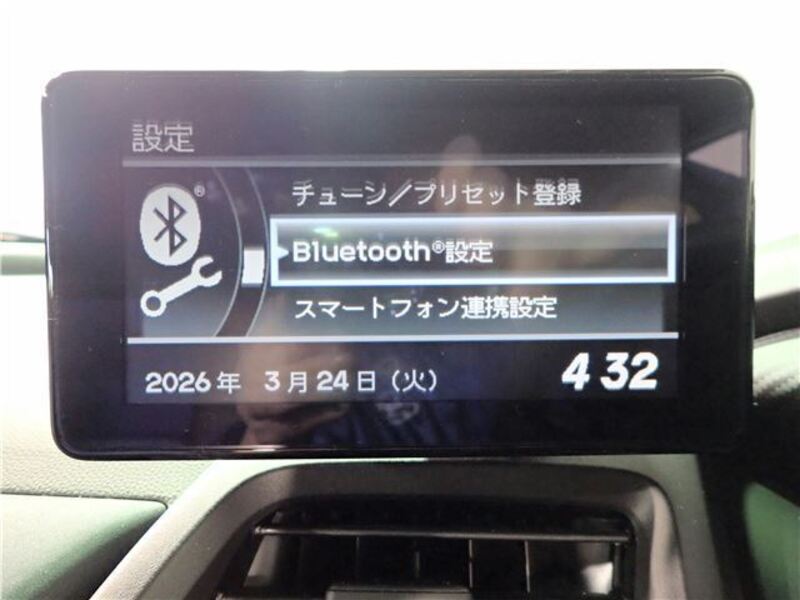 設定
チューン／プリセット登録
Bluetooth®設定
スマートフォン連携設定
2026年 3月24日（火）
4 32